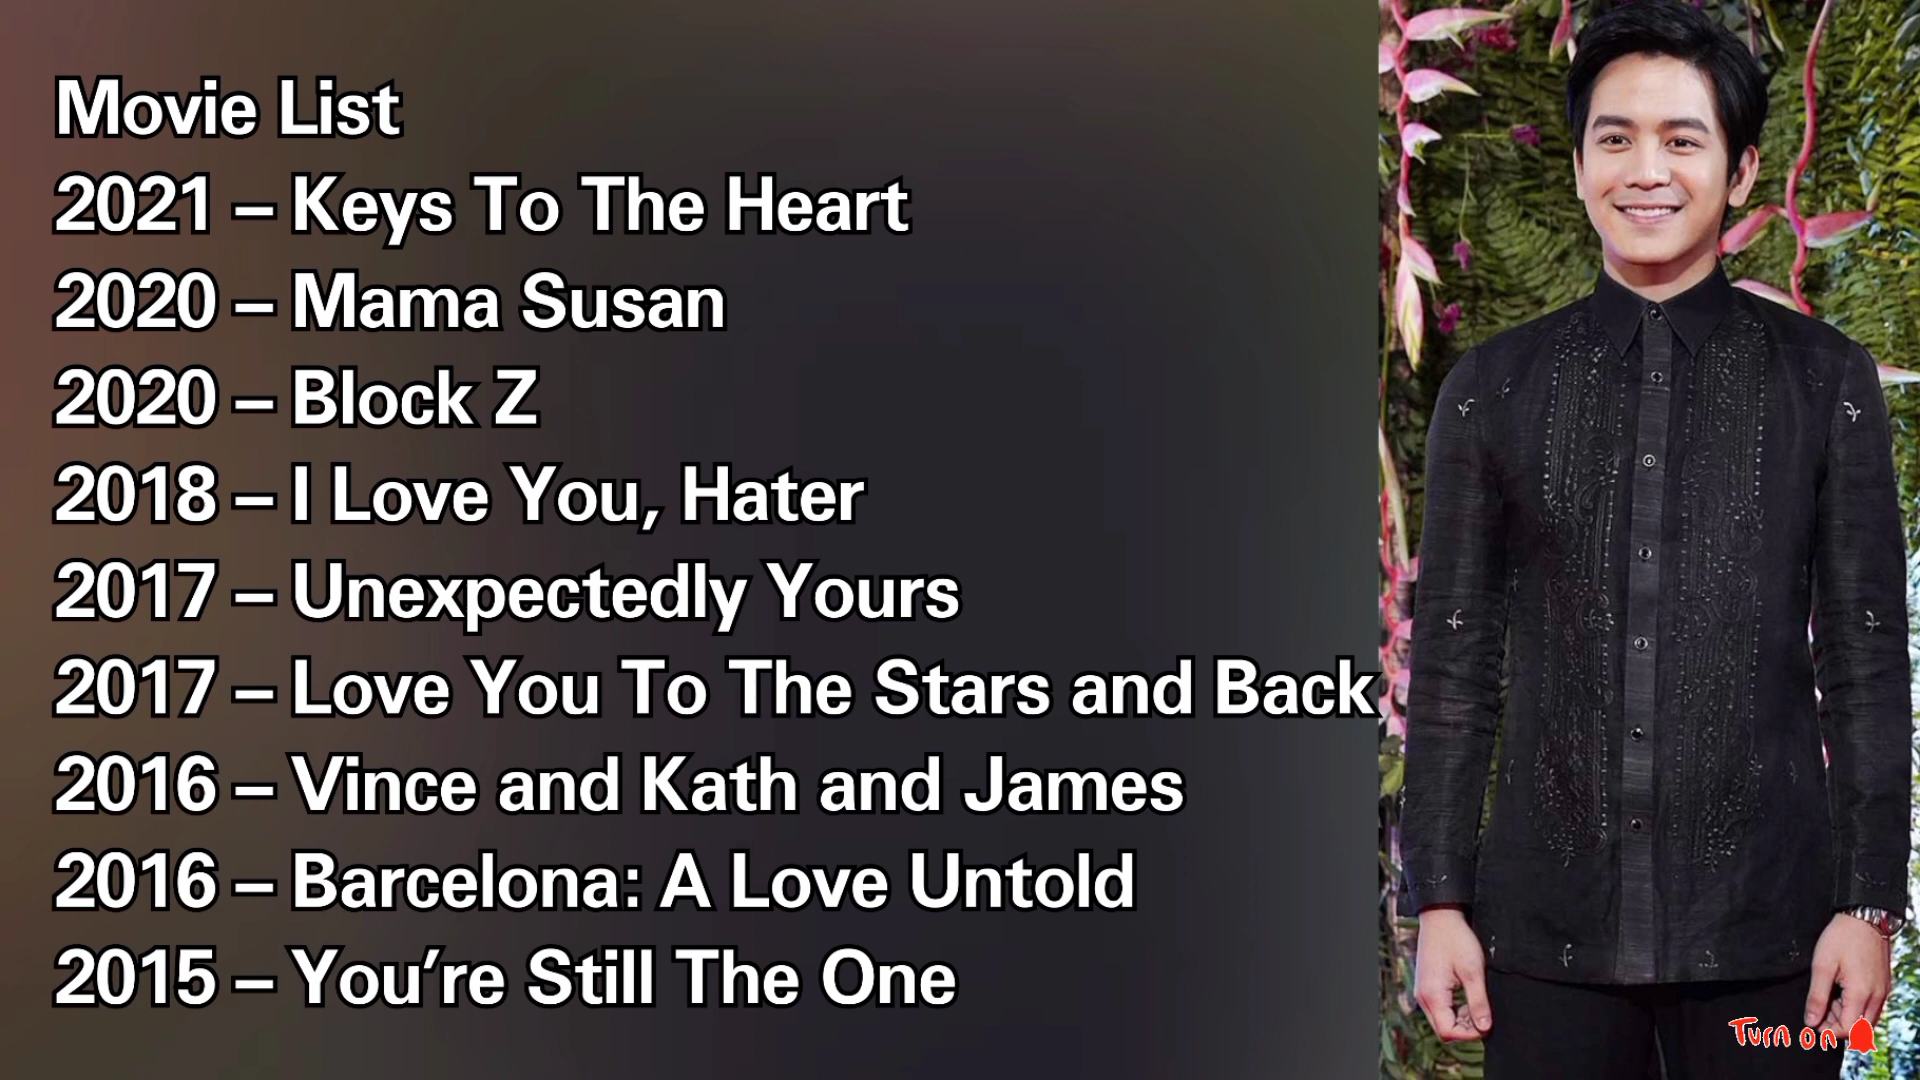 Movie List
2021 – Keys To The Heart
2020 – Mama Susan
2020 – Block Z
2018 – I Love You, Hater
2017 – Unexpectedly Yours
2017 – Love You To The Stars and Back
2016 – Vince and Kath and James
2016 – Barcelona: A Love Untold
2015 – You’re Still The One
Turn on